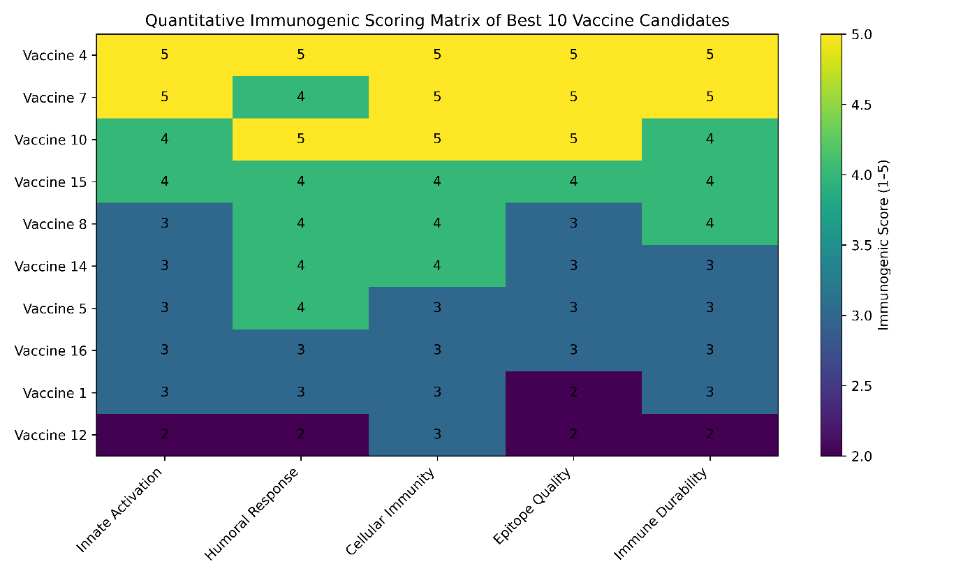 Quantitative Immunogenic Scoring Matrix of Best 10 Vaccine Candidates
Vaccine 4 5 5 5 5 5
Vaccine 7 5 4 5 5 5
Vaccine 10 4 5 5 5 4
Vaccine 15 4 4 4 4 4
Vaccine 8 3 4 4 3 4
Vaccine 14 3 4 4 3 3
Vaccine 5 3 4 3 3 3
Vaccine 16 3 3 3 3 3
Vaccine 1 3 3 3 2 3
Vaccine 12 2 2 3 2 2
Innate Activation
Humoral Response
Cellular Immunity
Epitope Quality
Immune Durability
5.0
4.5
4.0
3.5
3.0
2.5
2.0
Immunogenic Score (1–5)